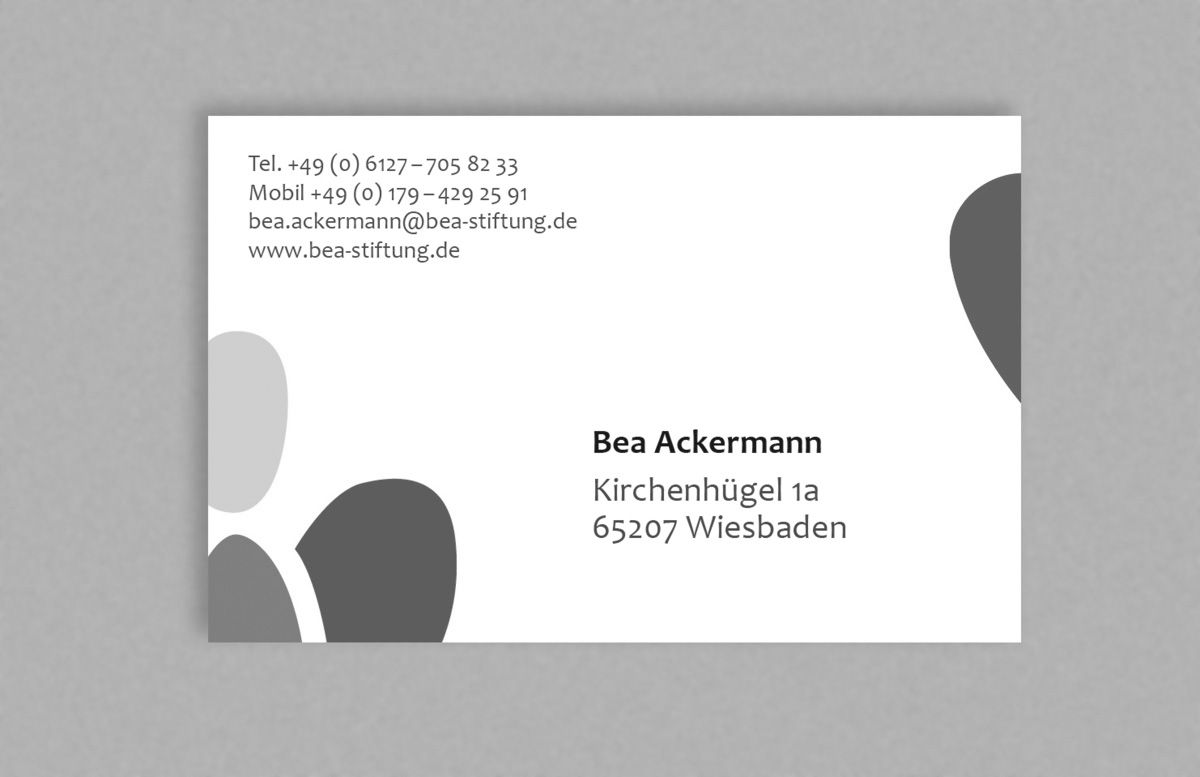 Tel. +49 (0) 6127 – 705 82 33
Mobil +49 (0) 179 – 429 25 91
bea.ackermann@bea-stiftung.de
www.bea-stiftung.de
Bea Ackermann
Kirchenhügel 1a
65207 Wiesbaden